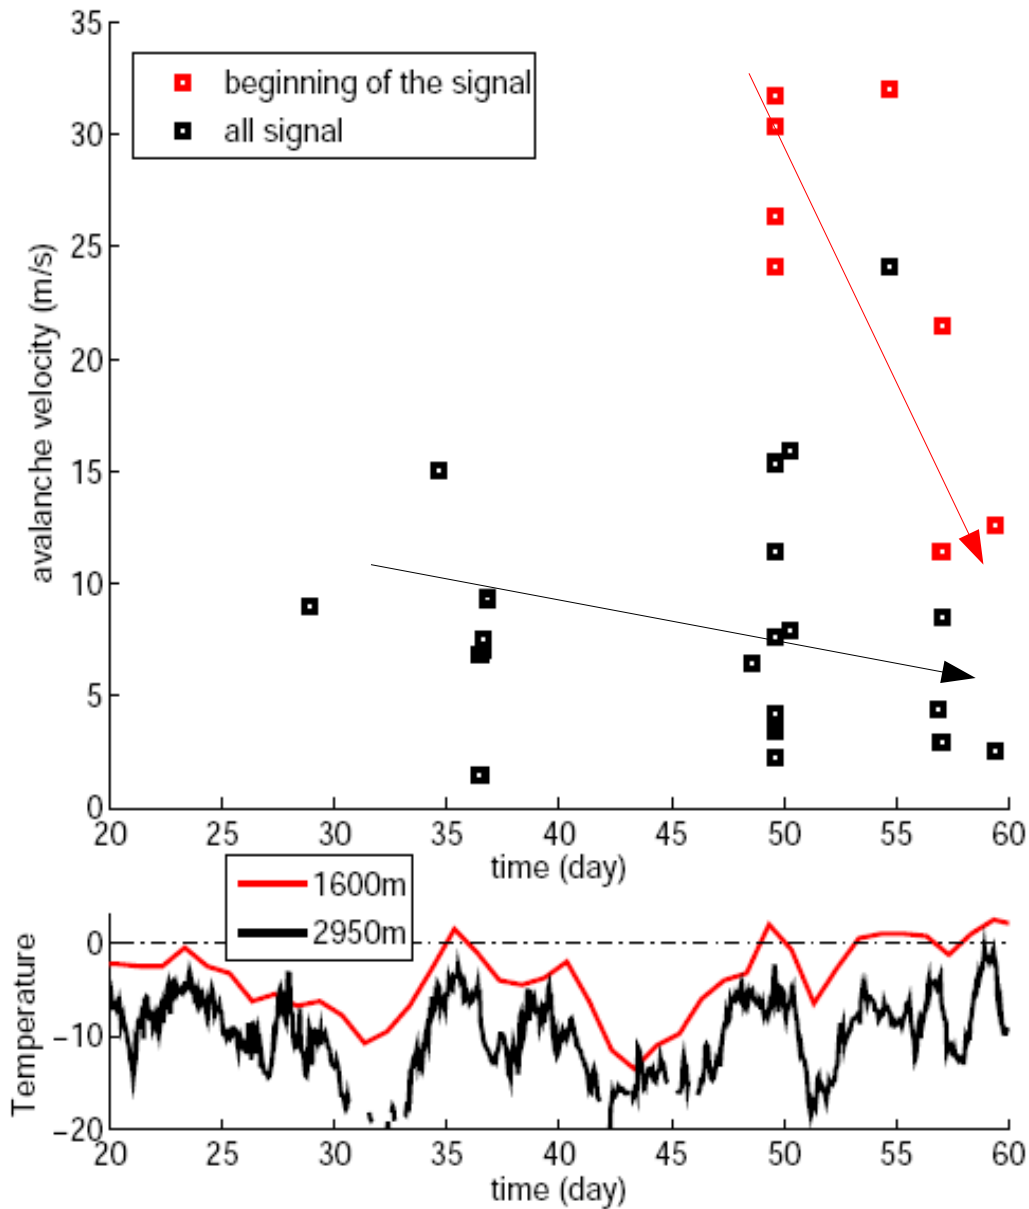 35
30
25
20
15
10
5
0
avalanche velocity (m/s)
beginning of the signal
all signal
20 25 30 35 40 45 50 55 60
time (day)
1600m
2950m
0
−10
−20
Temperature
20 25 30 35 40 45 50 55 60
time (day)